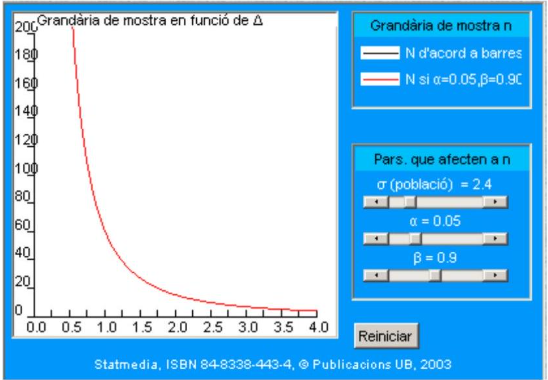 Grandària de mostra en funció de Δ
200
180
160
140
120
100
80
60
40
20
0
0.0 0.5 1.0 1.5 2.0 2.5 3.0 3.5 4.0
Grandària de mostra n
N d'acord a barres
N si α=0.05,β=0.90
Pars. que afecten a n
σ (població) = 2.4
α = 0.05
β = 0.9
Reiniciar
Statmedia, ISBN 84-8338-443-4, © Publicacions UB, 2003